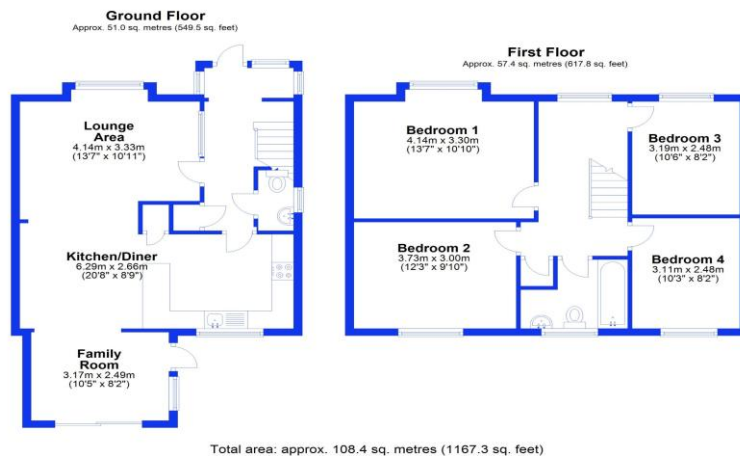 Ground Floor
Approx. 51.0 sq. metres (549.5 sq. feet)
Lounge
Area
4.14m x 3.33m
(13'7" x 10'11")
Kitchen/Diner
6.29m x 2.66m
(20'8" x 8'9")
Family
Room
3.17m x 2.49m
(10'5" x 8'2")
First Floor
Approx. 57.4 sq. metres (617.8 sq. feet)
Bedroom 1
4.14m x 3.30m
(13'7" x 10'10")
Bedroom 3
3.19m x 2.48m
(10'6" x 8'2")
Bedroom 2
3.73m x 3.00m
(12'3" x 9'10")
Bedroom 4
3.11m x 2.48m
(10'3" x 8'2")
Total area: approx. 108.4 sq. metres (1167.3 sq. feet)